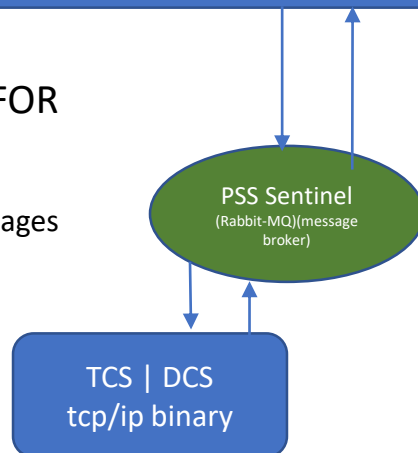 FOR
ages
PSS Sentinel
(Rabbit-MQ)(message
broker)
TCS | DCS
tcp/ip binary